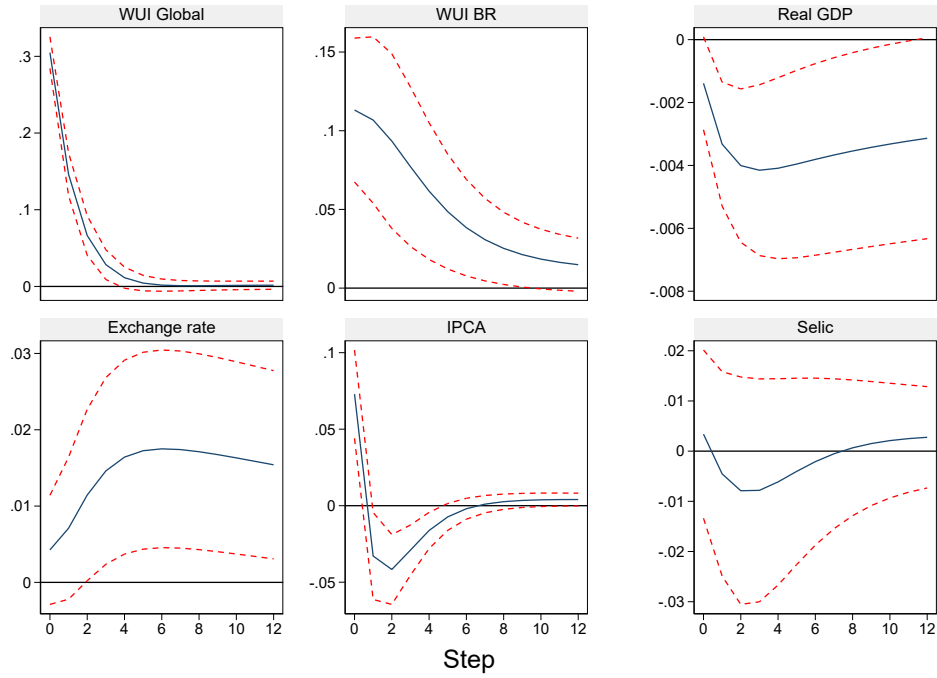 WUI Global
WUI BR
Real GDP
.3
.2
.1
0
.15
.1
.05
0
0
-.002
-.004
-.006
-.008
Exchange rate
IPCA
Selic
.03
.02
.01
0
.1
.05
0
-.05
.02
.01
0
-.01
-.02
-.03
0 2 4 6 8 10 12
0 2 4 6 8 10 12
0 2 4 6 8 10 12
Step